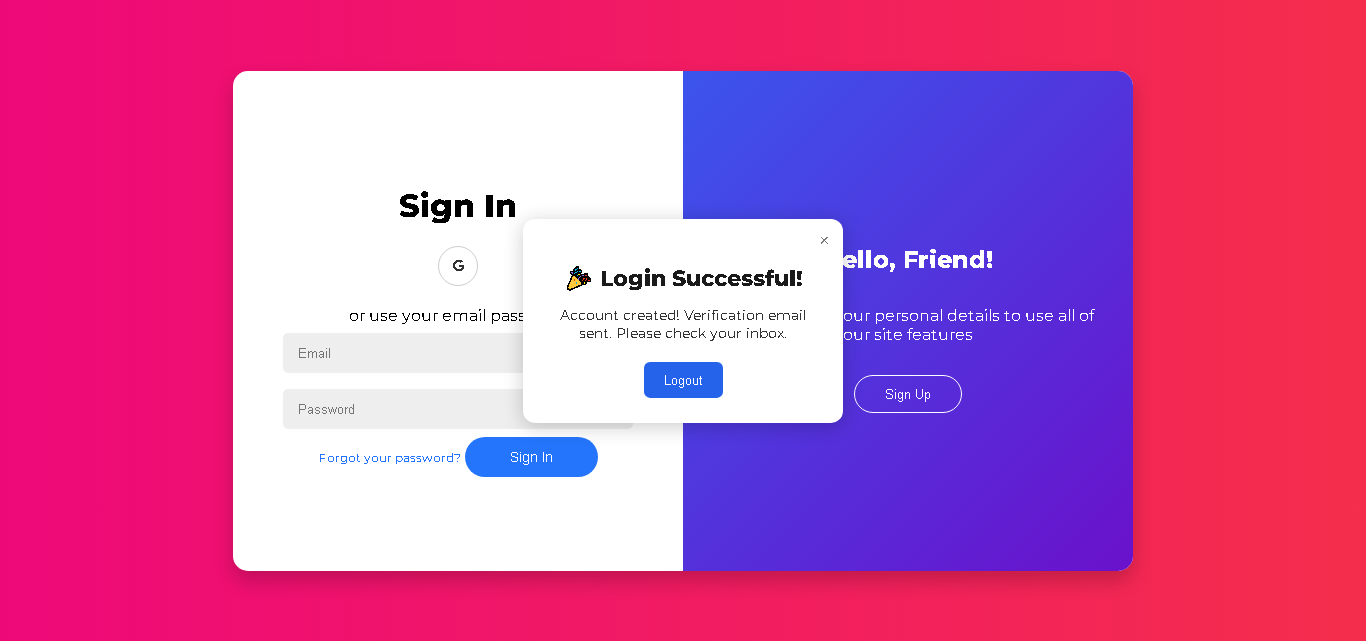 Sign In
G
or use your email pass
Email
Password
Forgot your password?
Sign In
×
🎉 Login Successful!
Account created! Verification email
sent. Please check your inbox.
Logout
ello, Friend!
our personal details to use all of
our site features
Sign Up